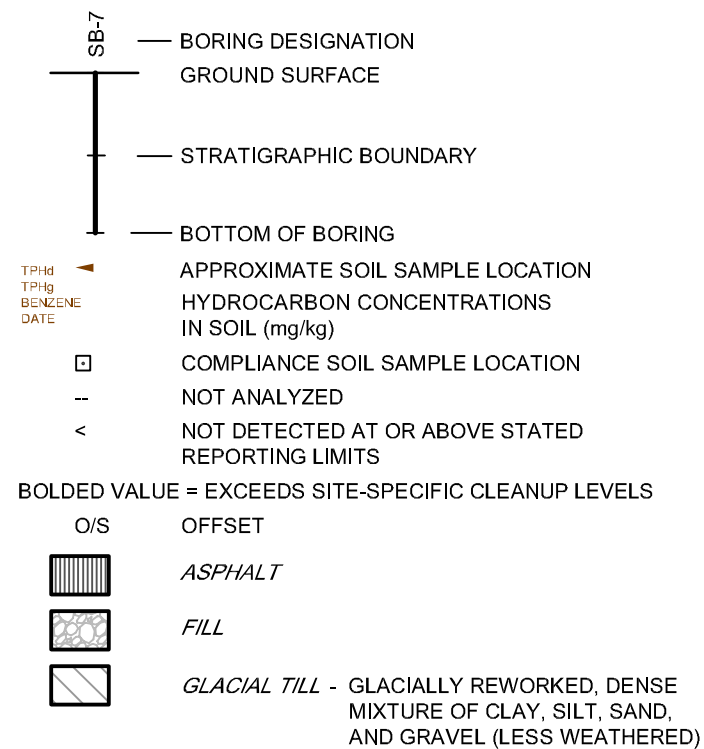 SB-7
BORING DESIGNATION
GROUND SURFACE
STRATIGRAPHIC BOUNDARY
BOTTOM OF BORING
TPHd
TPHg
BENZENE
DATE
APPROXIMATE SOIL SAMPLE LOCATION
HYDROCARBON CONCENTRATIONS
IN SOIL (mg/kg)
COMPLIANCE SOIL SAMPLE LOCATION
-- NOT ANALYZED
< NOT DETECTED AT OR ABOVE STATED
REPORTING LIMITS
BOLDED VALUE = EXCEEDS SITE-SPECIFIC CLEANUP LEVELS
O/S OFFSET
ASPHALT
FILL
GLACIAL TILL - GLACIALLY REWORKED, DENSE
MIXTURE OF CLAY, SILT, SAND,
AND GRAVEL (LESS WEATHERED)